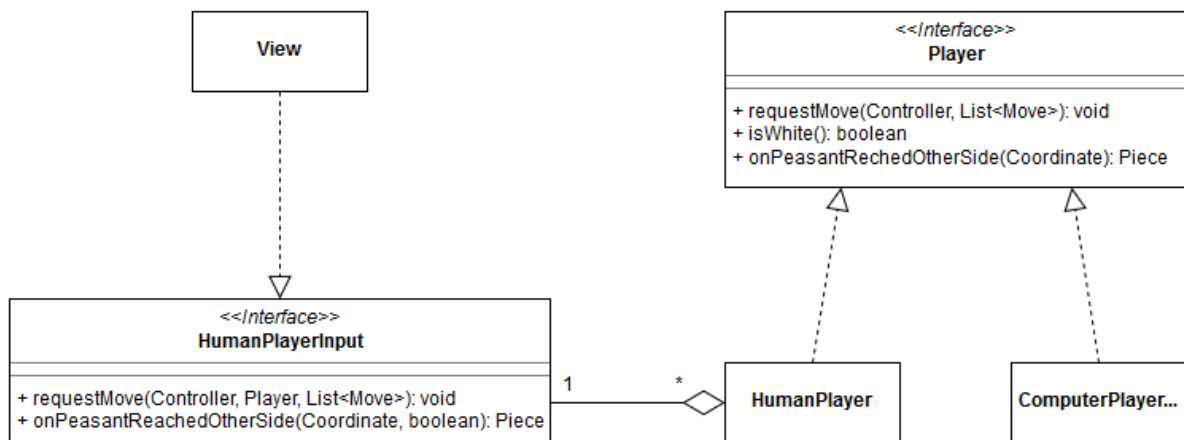 View
<<Interface>>
Player
+ requestMove(Controller, List<Move>): void
+ isWhite(): boolean
+ onPeasantRechedOtherSide(Coordinate): Piece
<<Interface>>
HumanPlayerInput
+ requestMove(Controller, Player, List<Move>): void
+ onPeasantReachedOtherSide(Coordinate, boolean): Piece
1
*
HumanPlayer
ComputerPlayer...